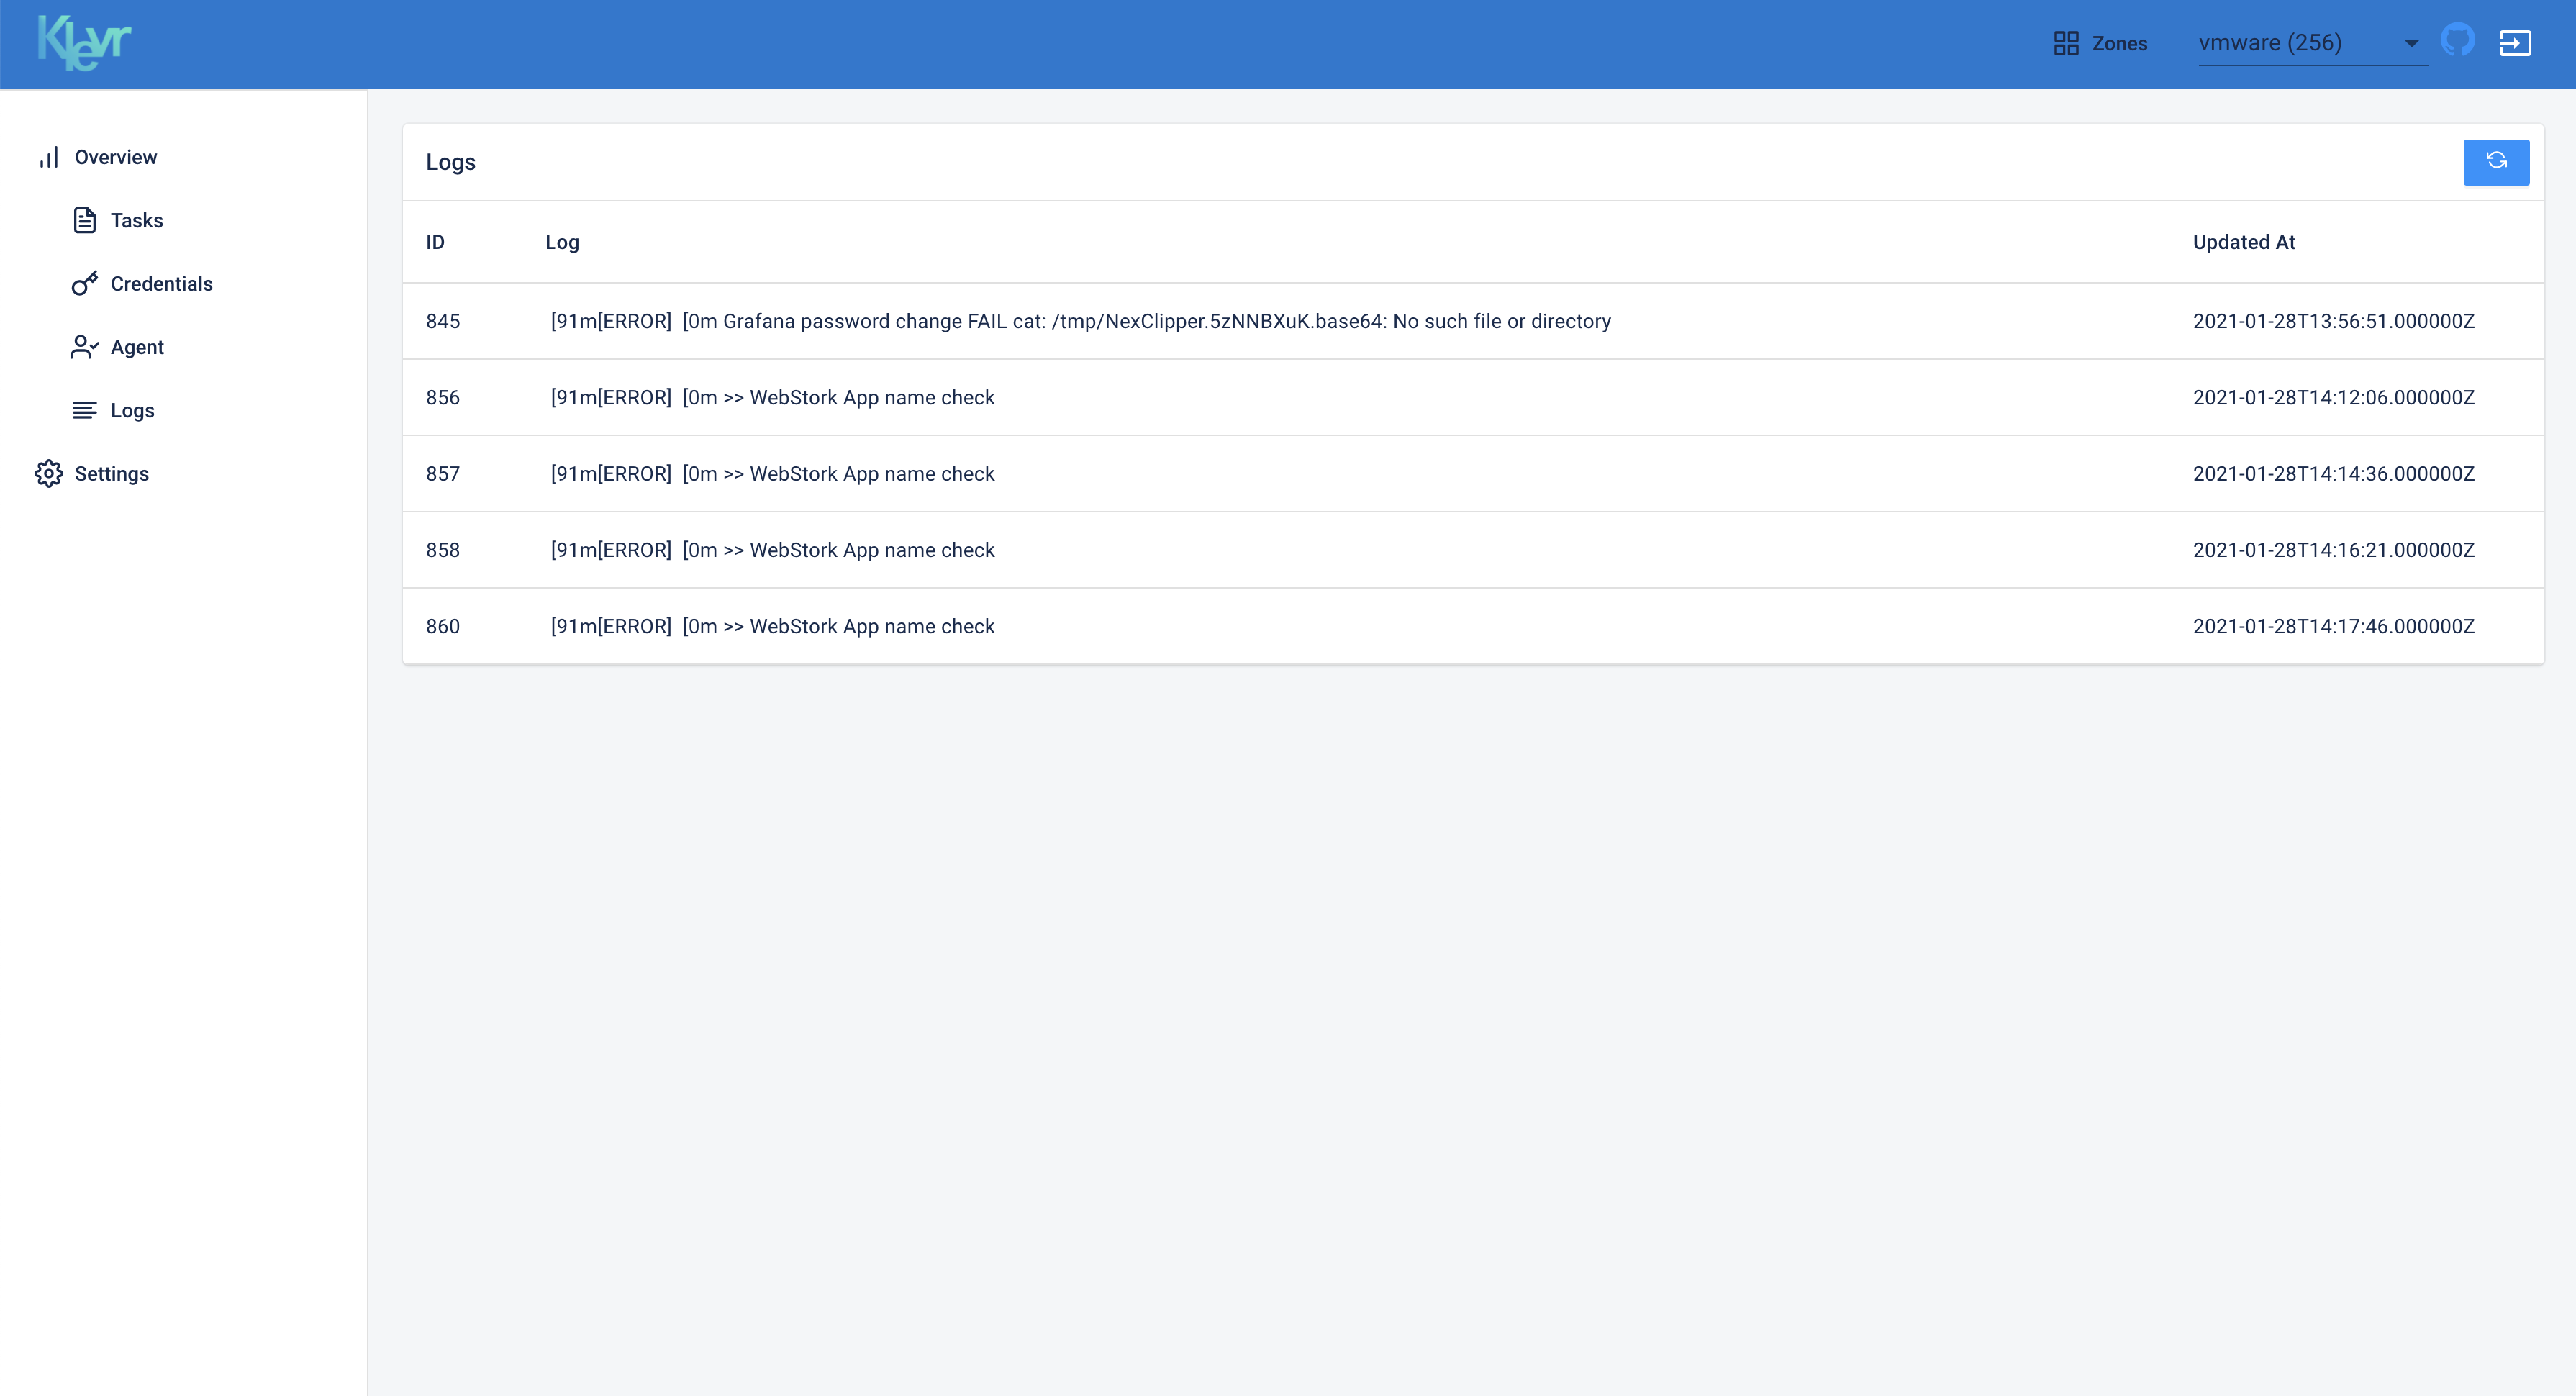 Klevr
Zones
vmware (256)
Overview
Tasks
Credentials
Agent
Logs
Settings
Logs
ID Log Updated At
845 [91m[ERROR] [0m Grafana password change FAIL cat: /tmp/NexClipper.5zNNBXuK.base64: No such file or directory 2021-01-28T13:56:51.000000Z
856 [91m[ERROR] [0m >> WebStork App name check 2021-01-28T14:12:06.000000Z
857 [91m[ERROR] [0m >> WebStork App name check 2021-01-28T14:14:36.000000Z
858 [91m[ERROR] [0m >> WebStork App name check 2021-01-28T14:16:21.000000Z
860 [91m[ERROR] [0m >> WebStork App name check 2021-01-28T14:17:46.000000Z